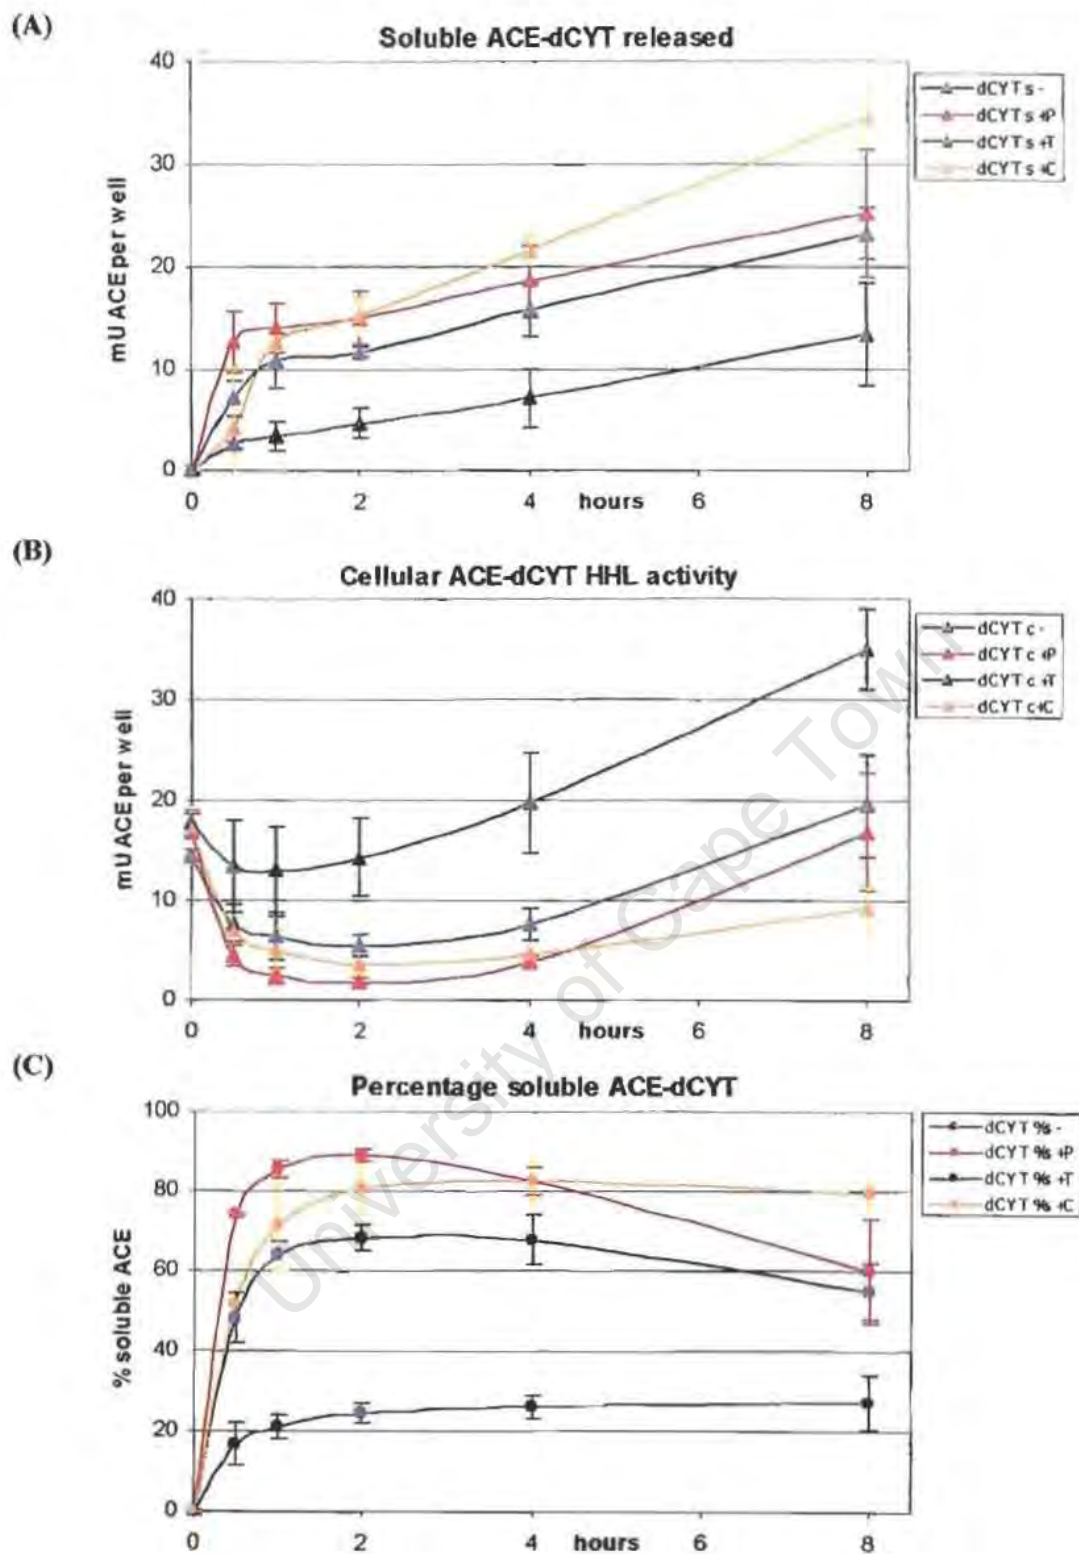 (A)
Soluble ACE-dCYT released
mU ACE per well
40
30
20
10
0
0 2 4 6 8
hours
dCYT s -
dCYT s +P
dCYT s +T
dCYT s +C
(B)
Cellular ACE-dCYT HHL activity
mU ACE per well
40
30
20
10
0
0 2 4 6 8
hours
dCYT c -
dCYT c +P
dCYT c +T
dCYT c+C
(C)
Percentage soluble ACE-dCYT
% soluble ACE
100
80
60
40
20
0
0 2 4 6 8
hours
dCYT %s -
dCYT %s +P
dCYT %s +T
dCYT %s +C
University of Cape Town